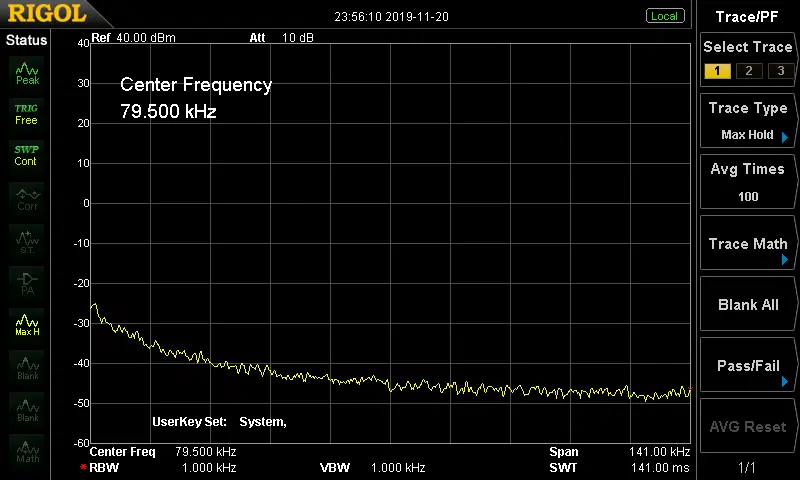 RIGOL
23:56:10 2019-11-20
Local
Status
Ref 40.00 dBm Att 10 dB
Peak
TRIG
Free
SWP
Cont
Corr
S.T.
PA
Max H
Blank
Blank
Math
40
30
20
10
0
-10
-20
-30
-40
-50
-60
Center Frequency
79.500 kHz
UserKey Set: System,
Center Freq 79.500 kHz Span 141.00 kHz
*RBW 1.000 kHz VBW 1.000 kHz SWT 141.00 ms
Trace/PF
Select Trace
1 2 3
Trace Type
Max Hold
Avg Times
100
Trace Math
Blank All
Pass/Fail
AVG Reset
1/1